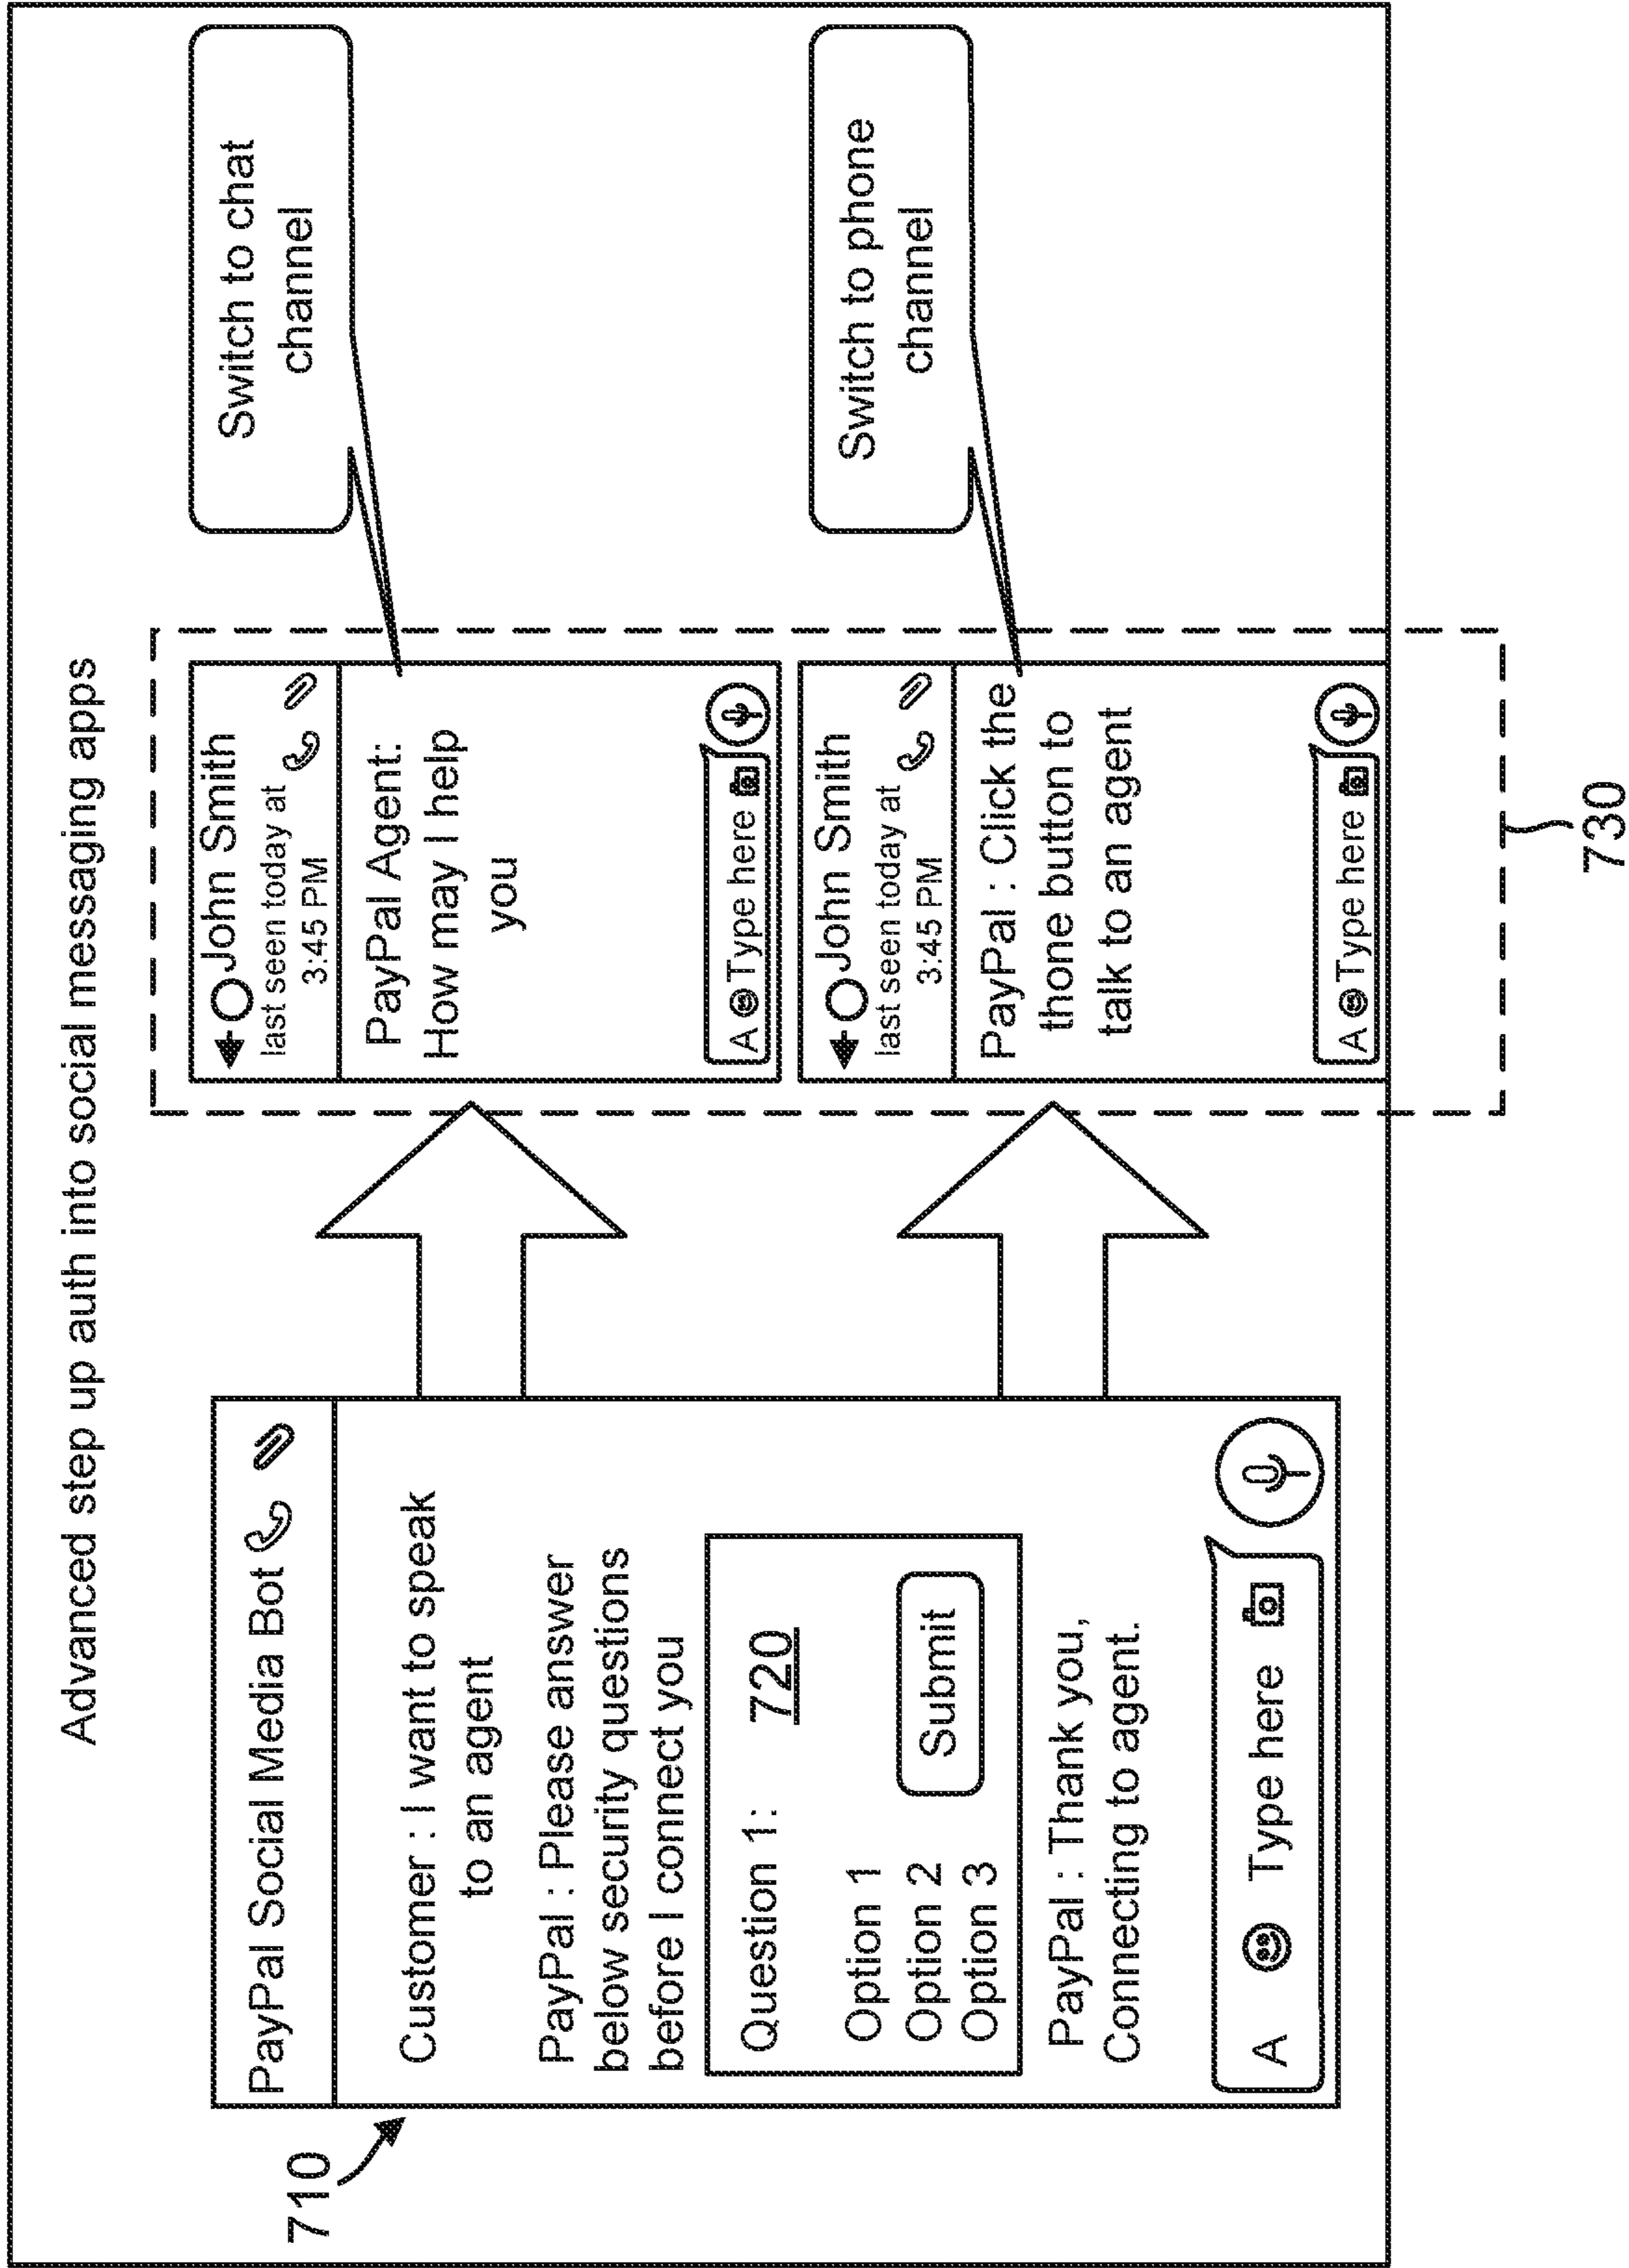 Advanced step up auth into social messaging apps
710
PayPal Social Media Bot
Customer : I want to speak
to an agent
PayPal : Please answer
below security questions
before I connect you
Question 1: 720
Option 1
Option 2
Option 3
Submit
PayPal : Thank you,
Connecting to agent.
A Type here
John Smith
last seen today at
3:45 PM
PayPal Agent:
How may I help
you
A Type here
Switch to chat
channel
John Smith
last seen today at
3:45 PM
PayPal : Click the
thone button to
talk to an agent
A Type here
Switch to phone
channel
730